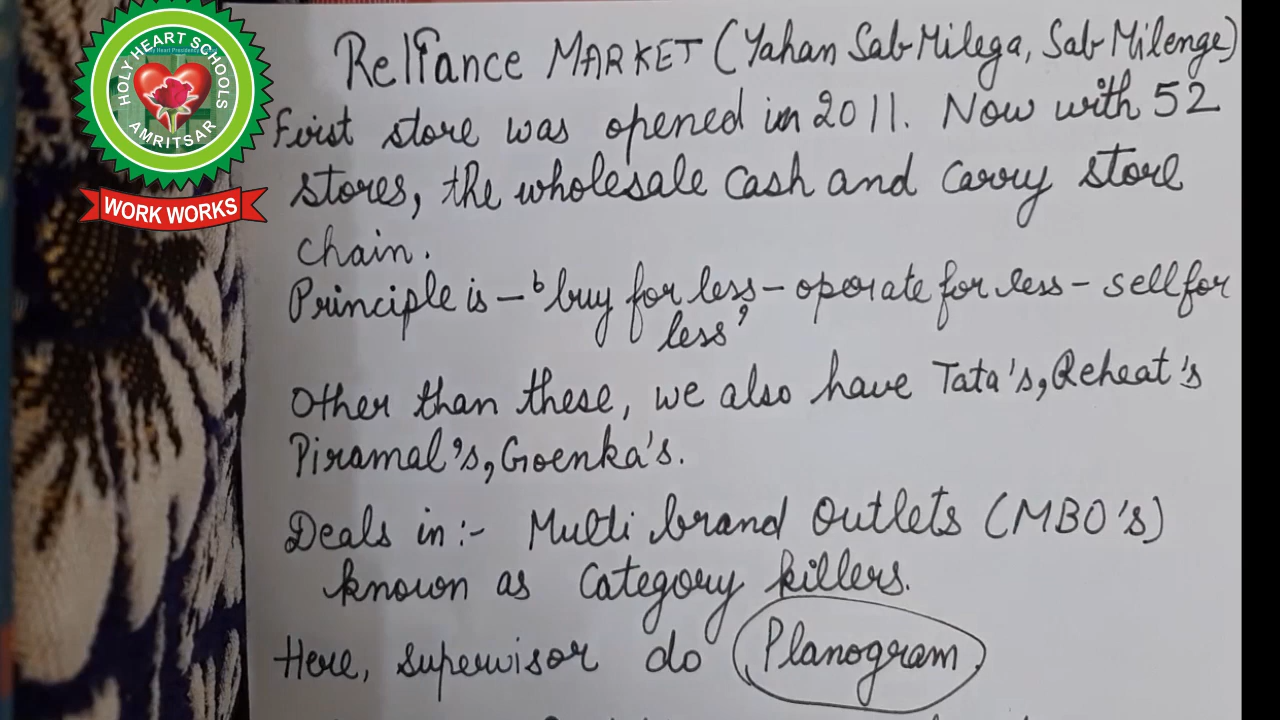 HOLY HEART SCHOOLS
AMRITSAR
WORK WORKS
Reliance MARKET (Yahan Sab Milega, Sab Milenge)
First store was opened in 2011. Now with 52
stores, the wholesale cash and carry store
chain.
Principle is - 'buy for less - operate for less - sell for
less'
Other than these, we also have Tata's, Reheat's
Piramal's, Goenka's.
Deals in :- Multi brand Outlets (MBO's)
known as Category killers.
Here, supervisor do Planogram